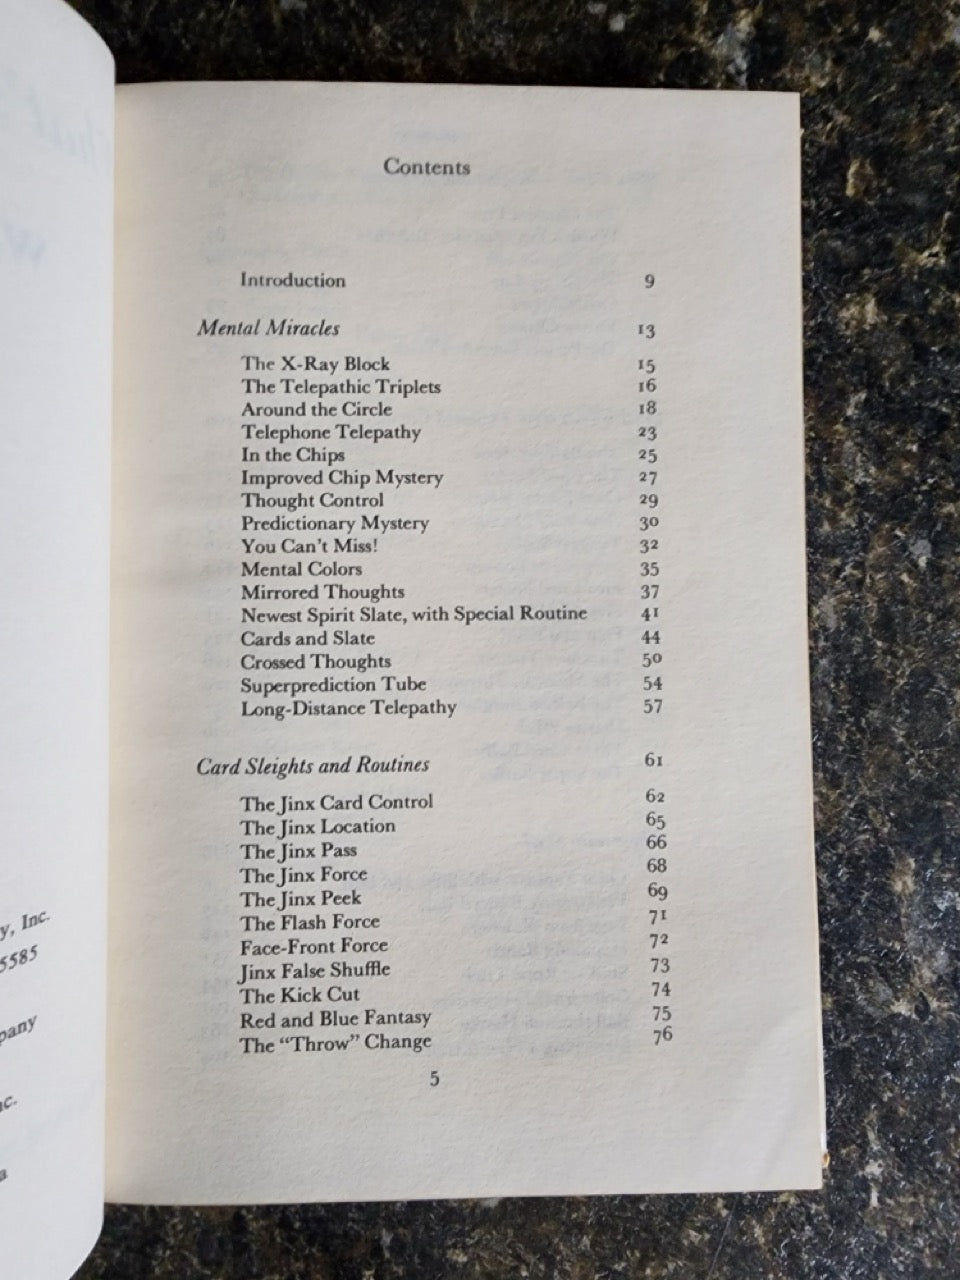 y, Inc.
5585
pany
nc.
a
Contents
Introduction 9
Mental Miracles 13
The X-Ray Block 15
The Telepathic Triplets 16
Around the Circle 18
Telephone Telepathy 23
In the Chips 25
Improved Chip Mystery 27
Thought Control 29
Predictionary Mystery 30
You Can't Miss! 32
Mental Colors 35
Mirrored Thoughts 37
Newest Spirit Slate, with Special Routine 41
Cards and Slate 44
Crossed Thoughts 50
Superprediction Tube 54
Long-Distance Telepathy 57
Card Sleights and Routines 61
The Jinx Card Control 62
The Jinx Location 65
The Jinx Pass 66
The Jinx Force 68
The Jinx Peek 69
The Flash Force 71
Face-Front Force 72
Jinx False Shuffle 73
The Kick Cut 74
Red and Blue Fantasy 75
The "Throw" Change 76
5